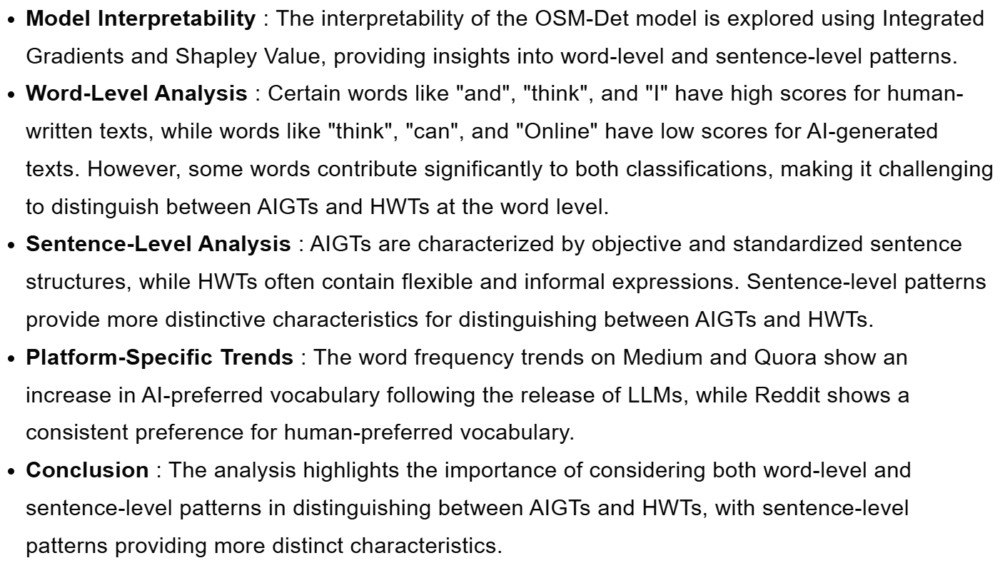 • Model Interpretability : The interpretability of the OSM-Det model is explored using Integrated
Gradients and Shapley Value, providing insights into word-level and sentence-level patterns.
• Word-Level Analysis : Certain words like "and", "think", and "I" have high scores for human-
written texts, while words like "think", "can", and "Online" have low scores for AI-generated
texts. However, some words contribute significantly to both classifications, making it challenging
to distinguish between AIGTs and HWTs at the word level.
• Sentence-Level Analysis : AIGTs are characterized by objective and standardized sentence
structures, while HWTs often contain flexible and informal expressions. Sentence-level patterns
provide more distinctive characteristics for distinguishing between AIGTs and HWTs.
• Platform-Specific Trends : The word frequency trends on Medium and Quora show an
increase in AI-preferred vocabulary following the release of LLMs, while Reddit shows a
consistent preference for human-preferred vocabulary.
• Conclusion : The analysis highlights the importance of considering both word-level and
sentence-level patterns in distinguishing between AIGTs and HWTs, with sentence-level
patterns providing more distinct characteristics.